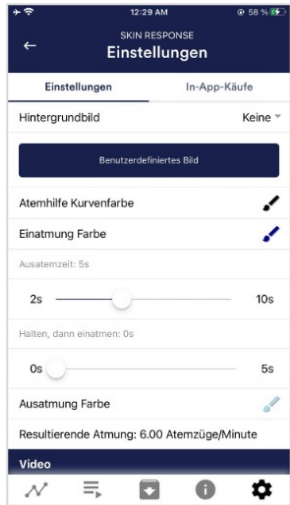 12:29 AM
58 %
SKIN RESPONSE
Einstellungen
Einstellungen In-App-Käufe
Hintergrundbild Keine
Benutzerdefiniertes Bild
Atemhilfe Kurvenfarbe
Einatmung Farbe
Ausatemzeit: 5s
2s 10s
Halten, dann einatmen: 0s
0s 5s
Ausatmung Farbe
Resultierende Atmung: 6.00 Atemzüge/Minute
Video